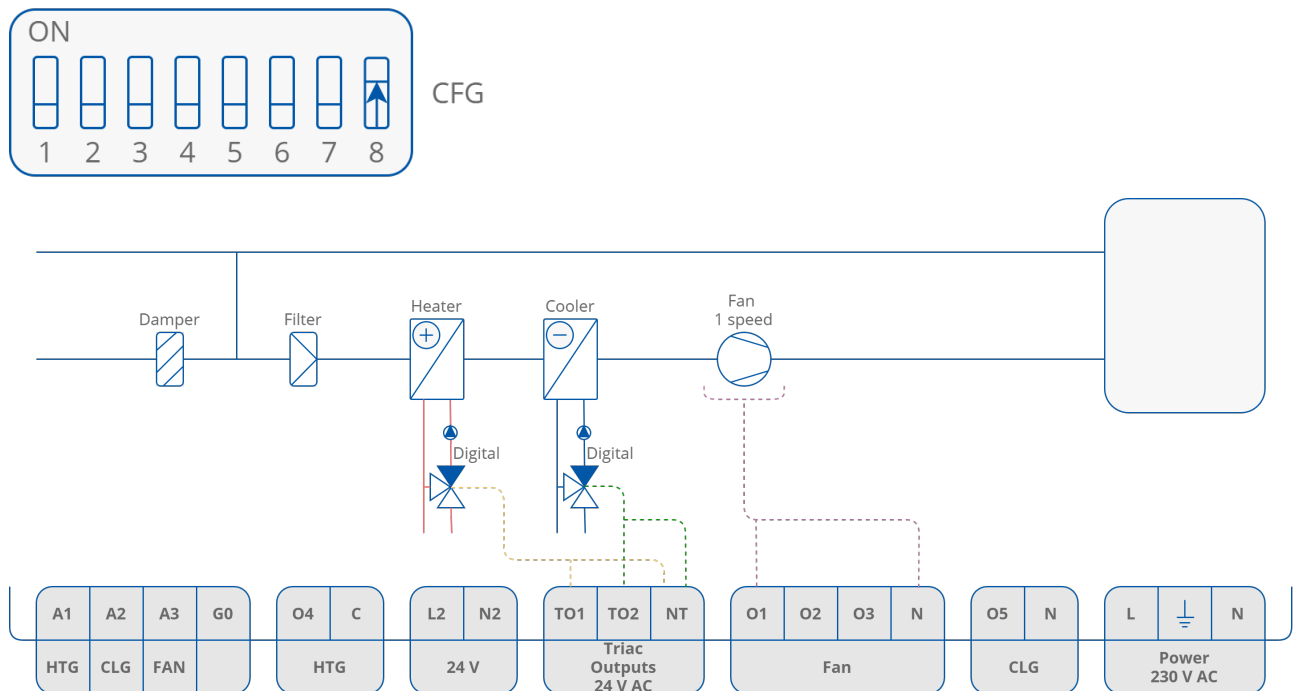 ON
CFG
1 2 3 4 5 6 7 8
Fan
1 speed
Heater
Cooler
Damper
Filter
Digital
Digital
A1 A2 A3 G0
O4 C
L2 N2
TO1 TO2 NT
O1 O2 O3 N
O5 N
L N
HTG CLG FAN
HTG
24 V
Triac
Outputs
24 V AC
Fan
CLG
Power
230 V AC